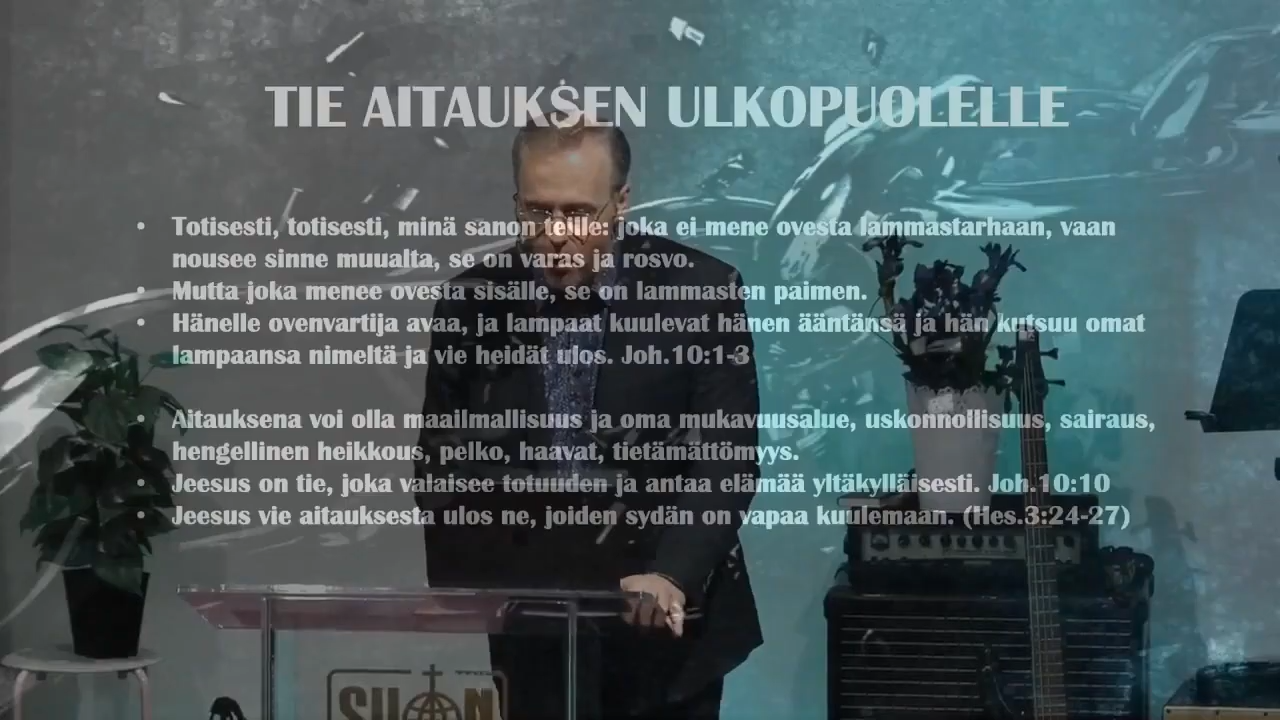 TIE AITAUKSEN ULKOPUOLELLE
• Totisesti, totisesti, minä sanon teille: joka ei mene ovesta lammastarhaan, vaan
nousee sinne muualta, se on varas ja rosvo.
• Mutta joka menee ovesta sisälle, se on lammasten paimen.
• Hänelle ovenvartija avaa, ja lampaat kuulevat hänen ääntänsä ja hän kutsuu omat
lampaansa nimeltä ja vie heidät ulos. Joh.10:1-3
• Aitauksena voi olla maailmallisuus ja oma mukavuusalue, uskonnollisuus, sairaus,
hengellinen heikkous, pelko, haavat, tietämättömyys.
• Jeesus on tie, joka valaisee totuuden ja antaa elämää yltäkylläisesti. Joh.10:10
• Jeesus vie aitauksesta ulos ne, joiden sydän on vapaa kuulemaan. (Hes.3:24-27)